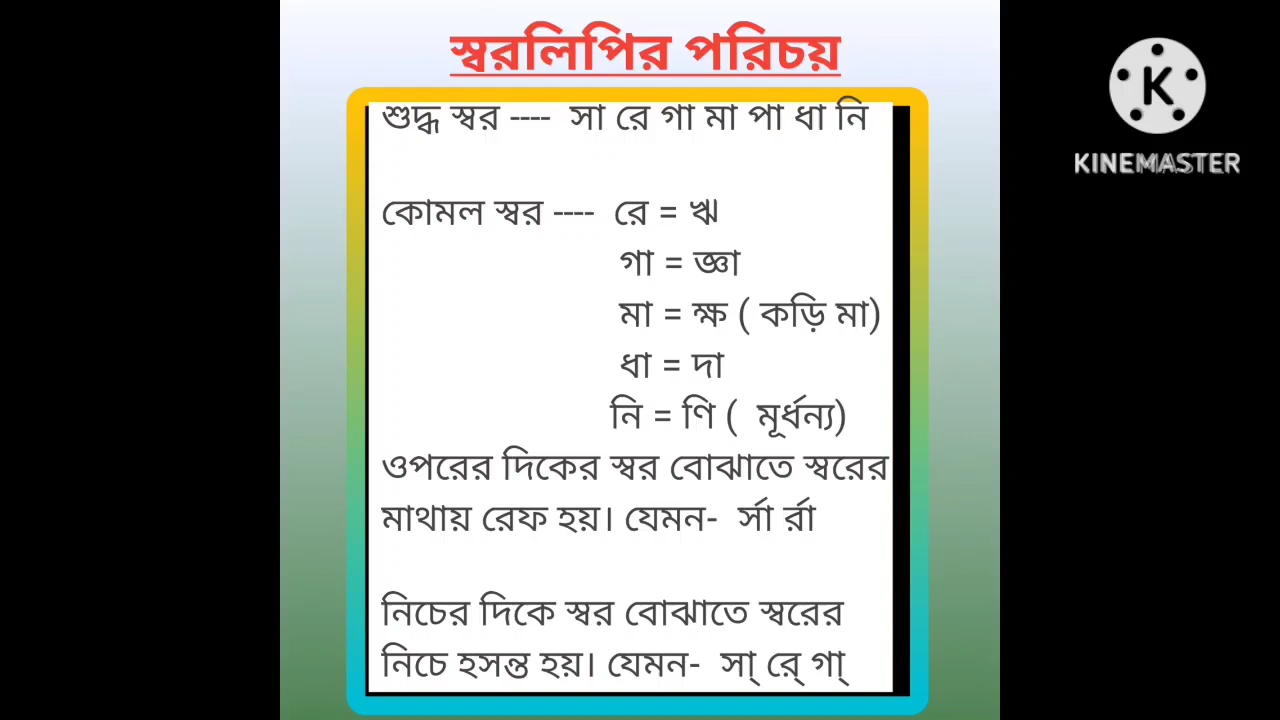 স্বরলিপির পরিচয়
শুদ্ধ স্বর ---- সা রে গা মা পা ধা নি
কোমল স্বর ---- রে = ঋ
গা = জ্ঞা
মা = ক্ষ ( কড়ি মা)
ধা = দা
নি = ণি ( মূর্ধন্য)
ওপরের দিকের স্বর বোঝাতে স্বরের
মাথায় রেফ হয়। যেমন- র্সা র্রা
নিচের দিকে স্বর বোঝাতে স্বরের
নিচে হসন্ত হয়। যেমন- সা্ রে্ গা্
KINEMASTER